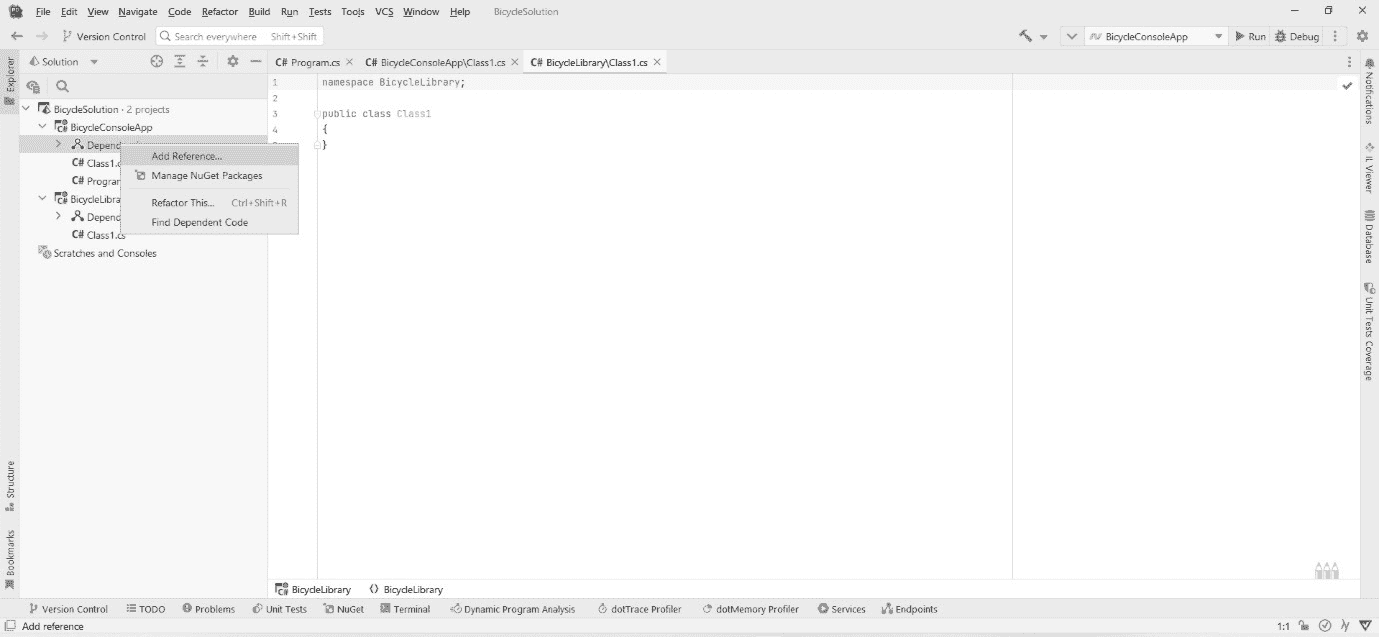 File Edit View Navigate Code Refactor Build Run Tests Tools VCS Window Help BicycleSolution
Version Control Search everywhere Shift+Shift BicycleConsoleApp Run Debug
Solution
C# Program.cs C# BicycleConsoleApp\Class1.cs C# BicycleLibrary\Class1.cs
Explorer
BicycleSolution · 2 projects
C# BicycleConsoleApp
Depend
C# Class1.c
C# Program
C# BicycleLibra
Depend
C# Class1.cs
Scratches and Consoles
Add Reference...
Manage NuGet Packages
Refactor This... Ctrl+Shift+R
Find Dependent Code
1 namespace BicycleLibrary;
2
3 public class Class1
4 {
}
Notifications
IL Viewer
Database
Unit Tests Coverage
Structure
Bookmarks
C# BicycleLibrary BicycleLibrary
Version Control TODO Problems Unit Tests NuGet Terminal Dynamic Program Analysis dotTrace Profiler dotMemory Profiler Services Endpoints
Add reference 1:1